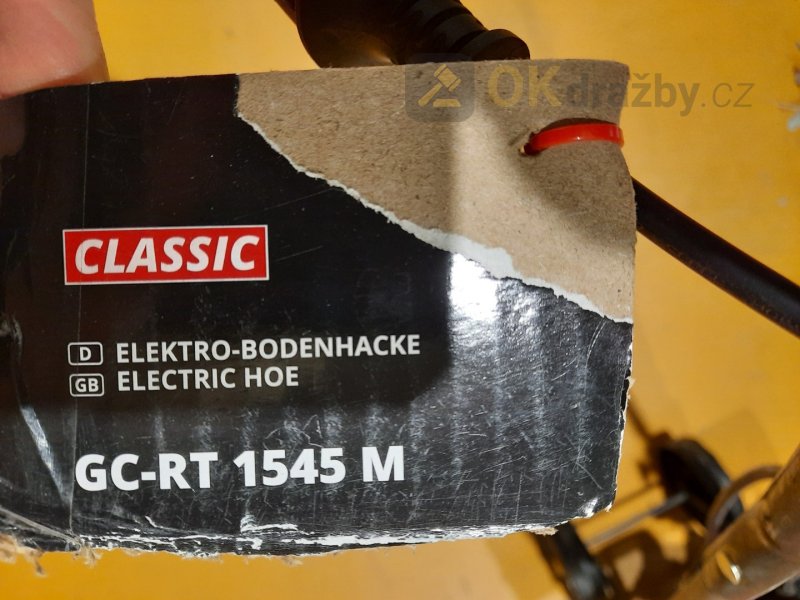 OKdražby.cz
CLASSIC
D ELEKTRO-BODENHACKE
GB ELECTRIC HOE
GC-RT 1545 M